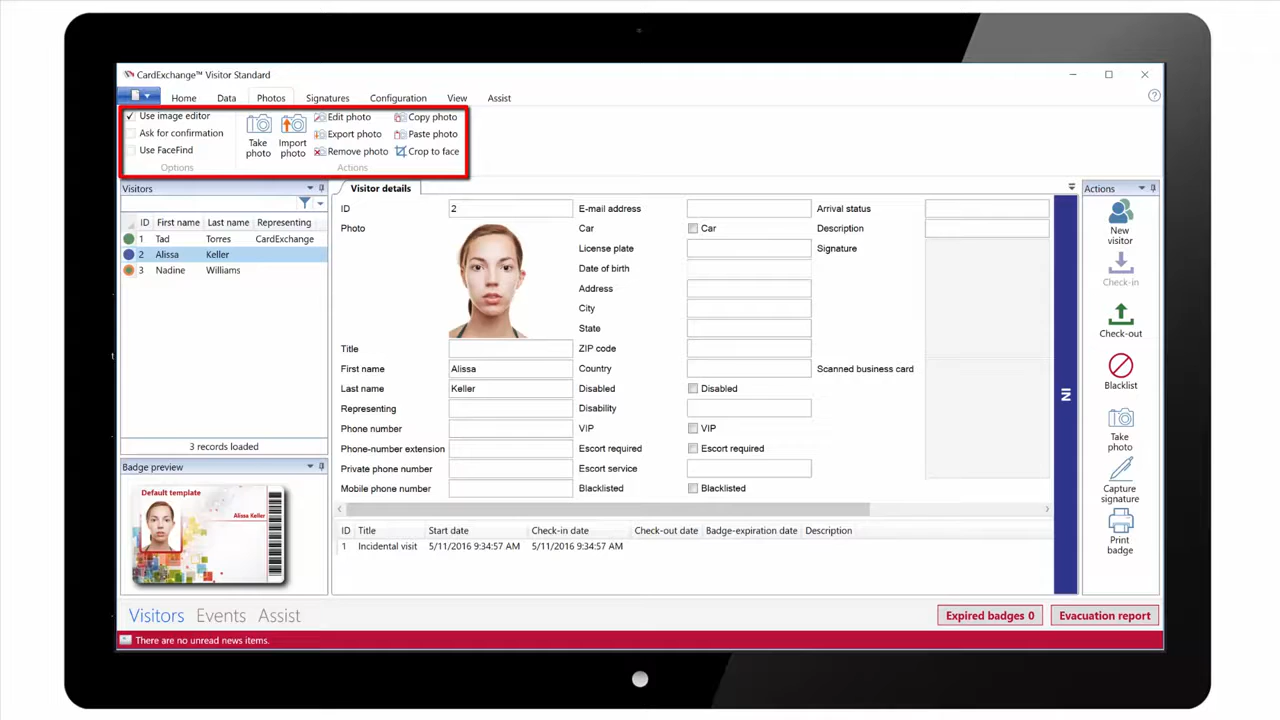 CardExchange™ Visitor Standard
Home Data Photos Signatures Configuration View Assist
Use image editor
Ask for confirmation
Use FaceFind
Options
Take photo
Import photo
Edit photo
Export photo
Remove photo
Copy photo
Paste photo
Crop to face
Actions
Visitors
ID First name Last name Representing
1 Tad Torres CardExchange
2 Alissa Keller
3 Nadine Williams
3 records loaded
Badge preview
Default template
Alissa Keller
Visitor details
ID 2
Photo
Title
First name Alissa
Last name Keller
Representing
Phone number
Phone-number extension
Private phone number
Mobile phone number
E-mail address
Car Car
License plate
Date of birth
Address
City
State
ZIP code
Country
Disabled Disabled
Disability
VIP VIP
Escort required Escort required
Escort service
Blacklisted Blacklisted
Arrival status
Description
Signature
Scanned business card
IN
ID Title Start date Check-in date Check-out date Badge-expiration date Description
1 Incidental visit 5/11/2016 9:34:57 AM 5/11/2016 9:34:57 AM
Actions
New visitor
Check-in
Check-out
Blacklist
Take photo
Capture signature
Print badge
Visitors Events Assist
Expired badges 0
Evacuation report
There are no unread news items.